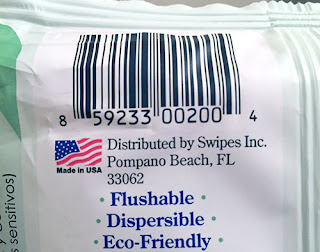 8 59233 00200 4
Made in USA
Distributed by Swipes Inc.
Pompano Beach, FL
33062
• Flushable •
• Dispersible •
• Eco-Friendly •
sensitivos)